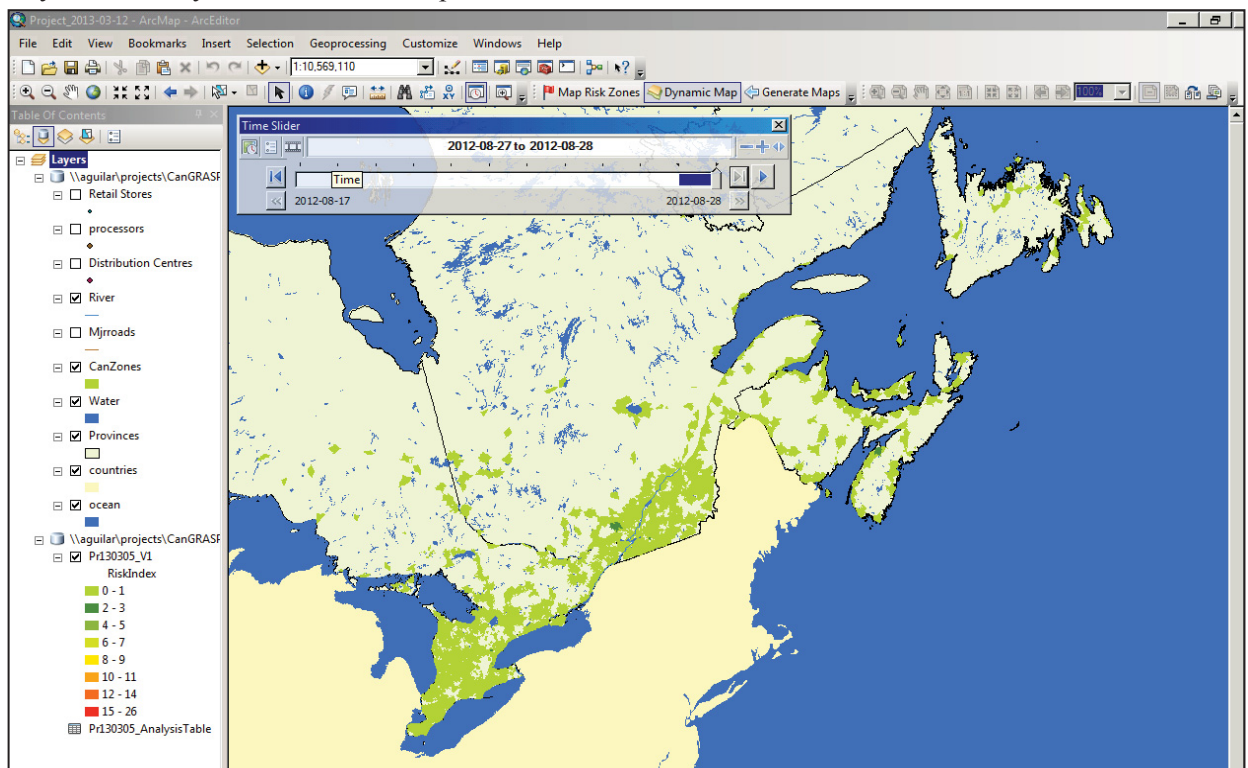 Project_2013-03-12 - ArcMap - ArcEditor
File Edit View Bookmarks Insert Selection Geoprocessing Customize Windows Help
1:10,569,110
Map Risk Zones Dynamic Map Generate Maps 100%
Table Of Contents
Layers
\\aguilar\projects\CanGRASP
Retail Stores
processors
Distribution Centres
River
Mjrroads
CanZones
Water
Provinces
countries
ocean
\\aguilar\projects\CanGRASP
Pr130305_V1
RiskIndex
0 - 1
2 - 3
4 - 5
6 - 7
8 - 9
10 - 11
12 - 14
15 - 26
Pr130305_AnalysisTable
Time Slider
2012-08-27 to 2012-08-28
Time
2012-08-17 2012-08-28